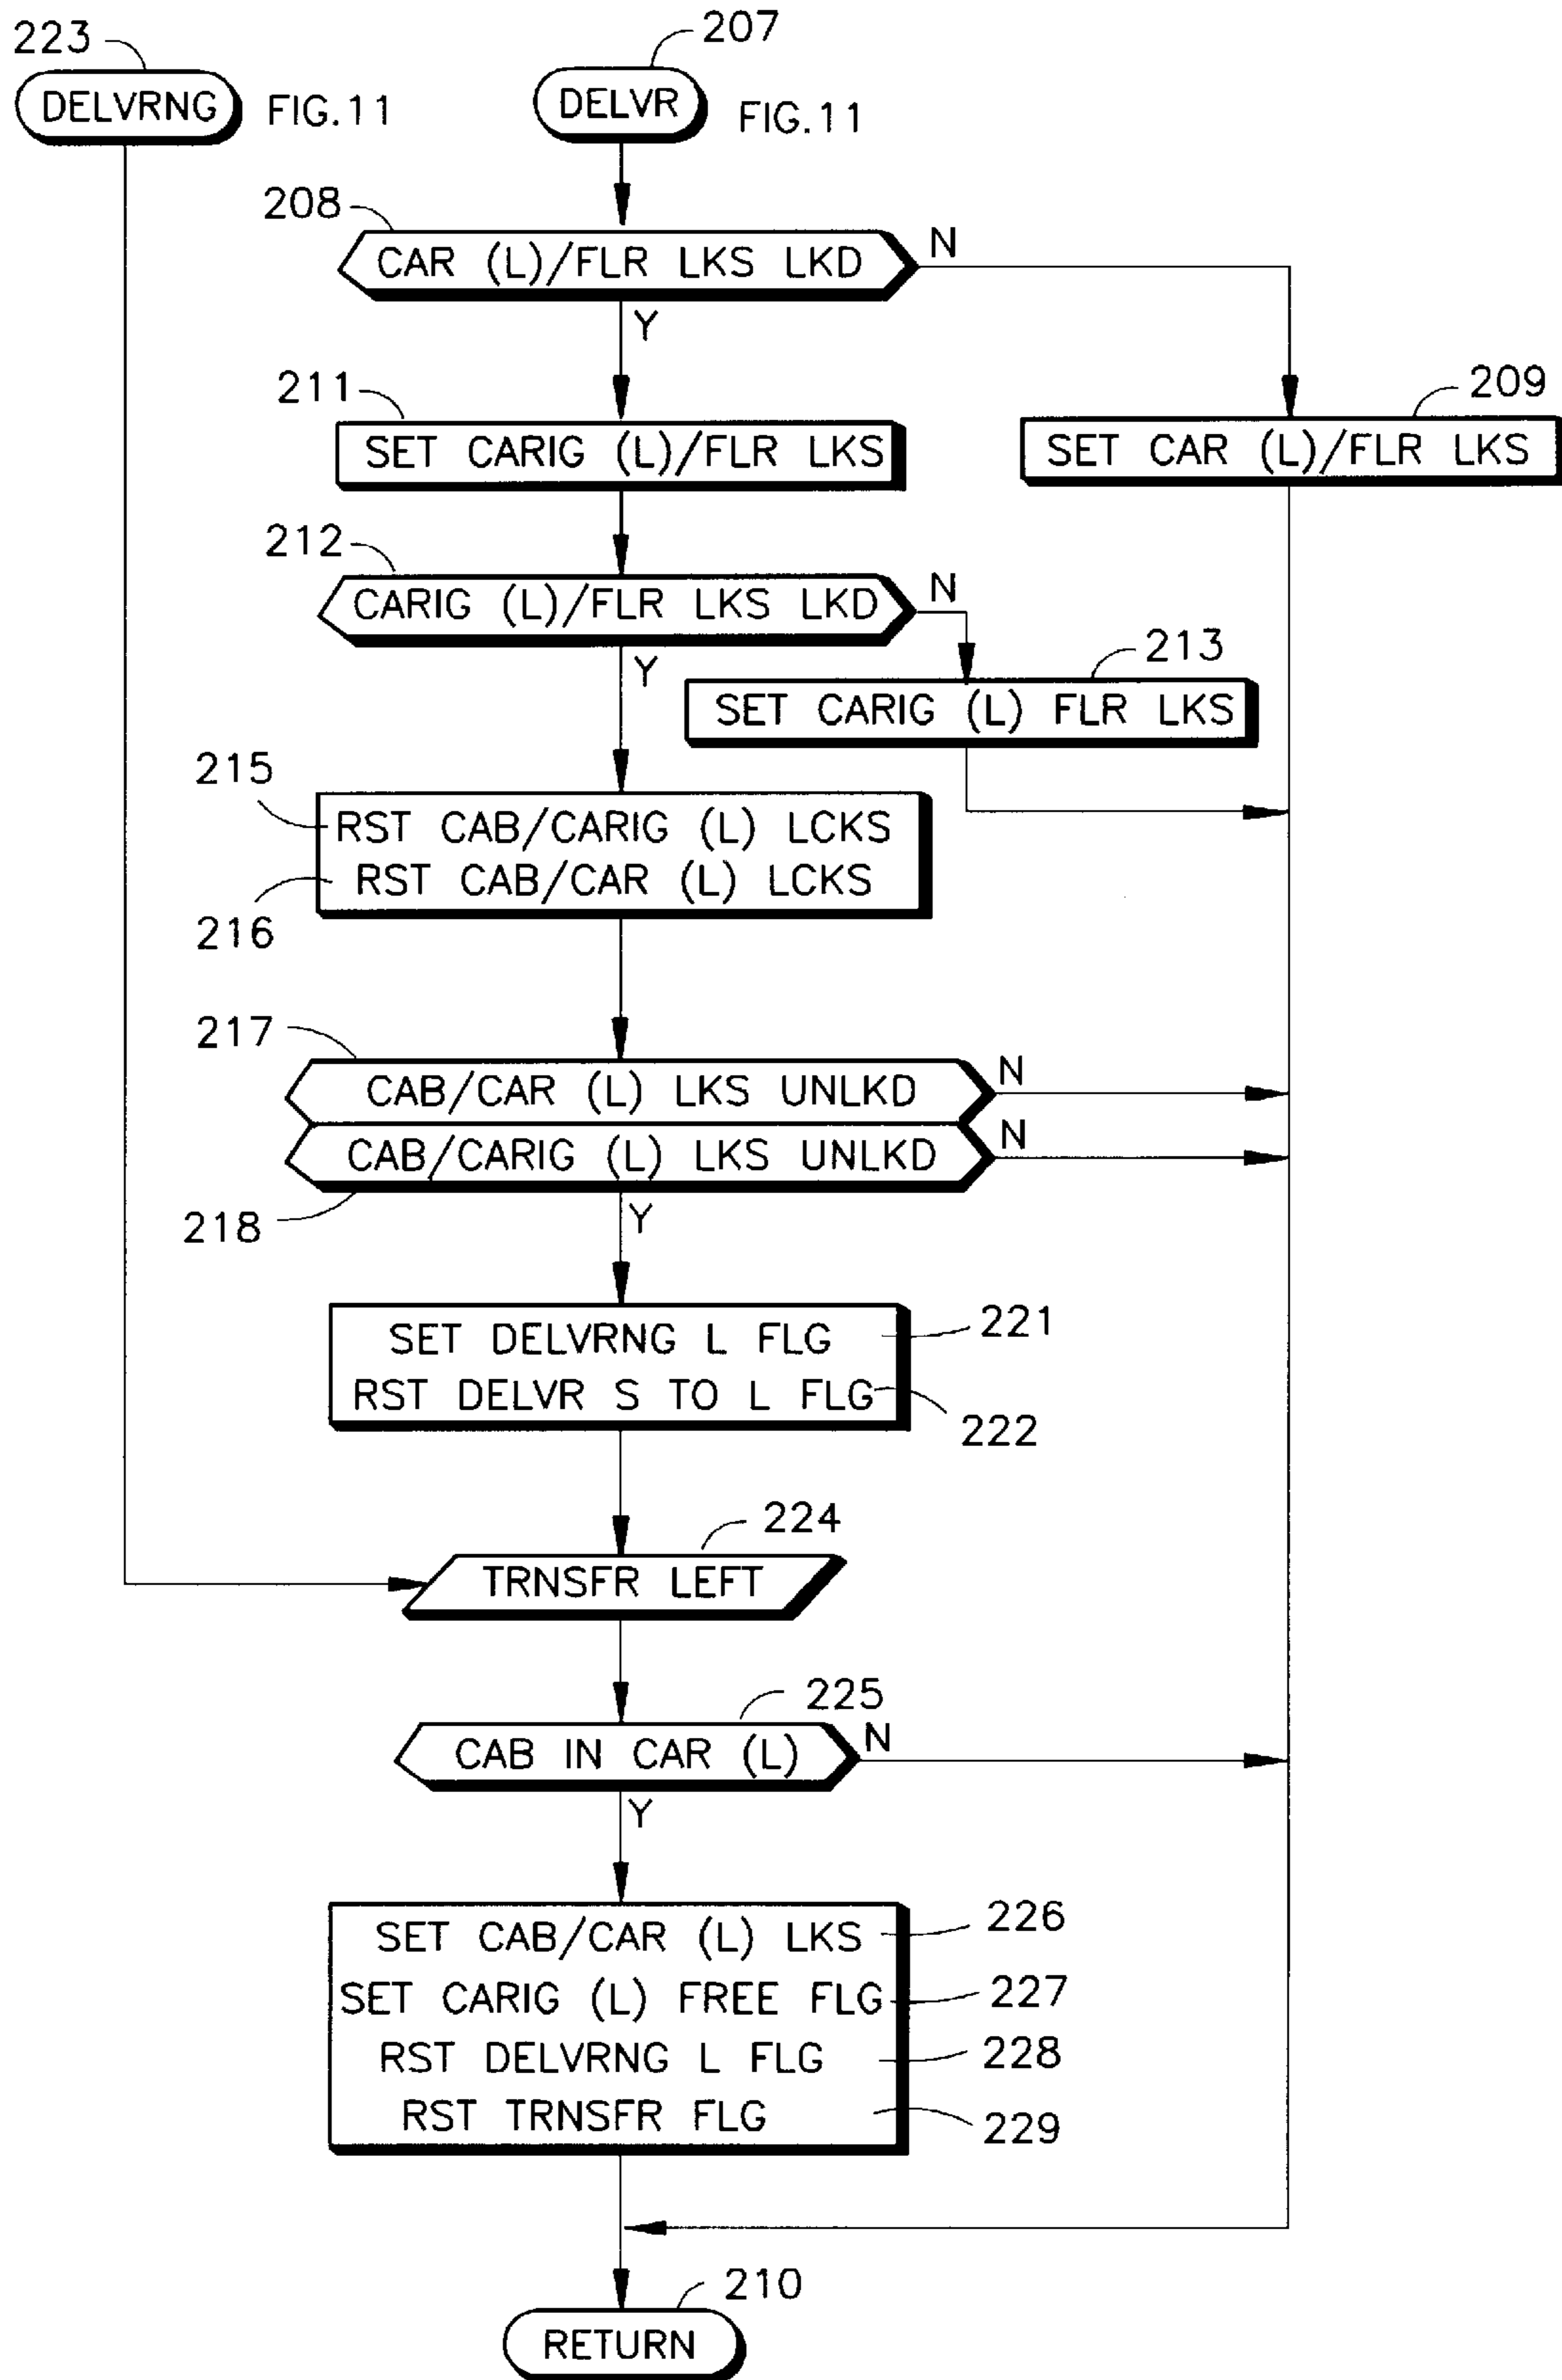 223
207
DELVRNG
FIG.11
DELVR
FIG.11
208
CAR (L)/FLR LKS LKD
N
Y
211
SET CARIG (L)/FLR LKS
209
SET CAR (L)/FLR LKS
212
CARIG (L)/FLR LKS LKD
N
Y
213
SET CARIG (L) FLR LKS
215
RST CAB/CARIG (L) LCKS
RST CAB/CAR (L) LCKS
216
217
CAB/CAR (L) LKS UNLKD
N
CAB/CARIG (L) LKS UNLKD
N
218
Y
SET DELVRNG L FLG
221
RST DELVR S TO L FLG
222
224
TRNSFR LEFT
225
CAB IN CAR (L)
N
Y
SET CAB/CAR (L) LKS
226
SET CARIG (L) FREE FLG
227
RST DELVRNG L FLG
228
RST TRNSFR FLG
229
210
RETURN